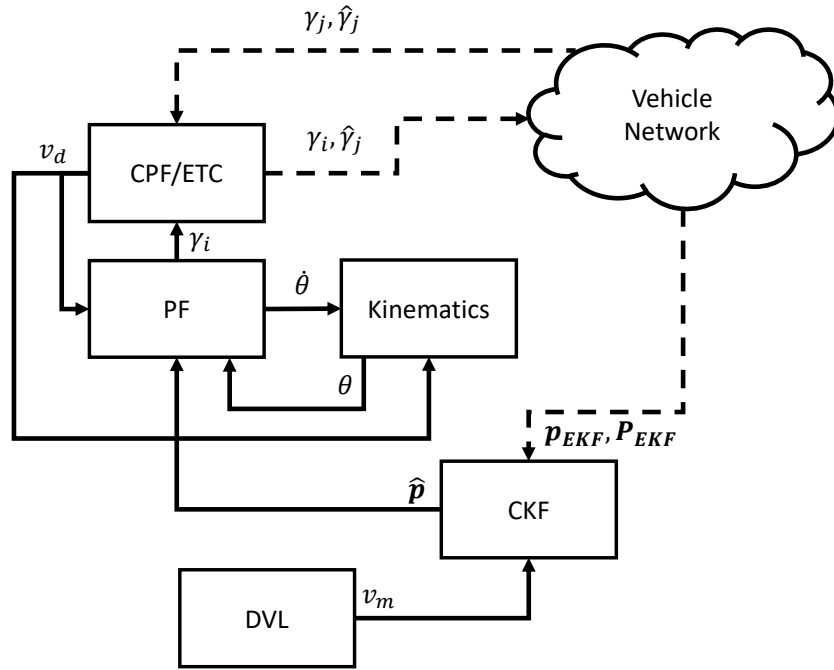 γ_j, γ̂_j
Vehicle
Network
γ_i, γ̂_j
v_d
CPF/ETC
γ_i
PF
θ̇
Kinematics
θ
p_EKF, P_EKF
p̂
CKF
v_m
DVL